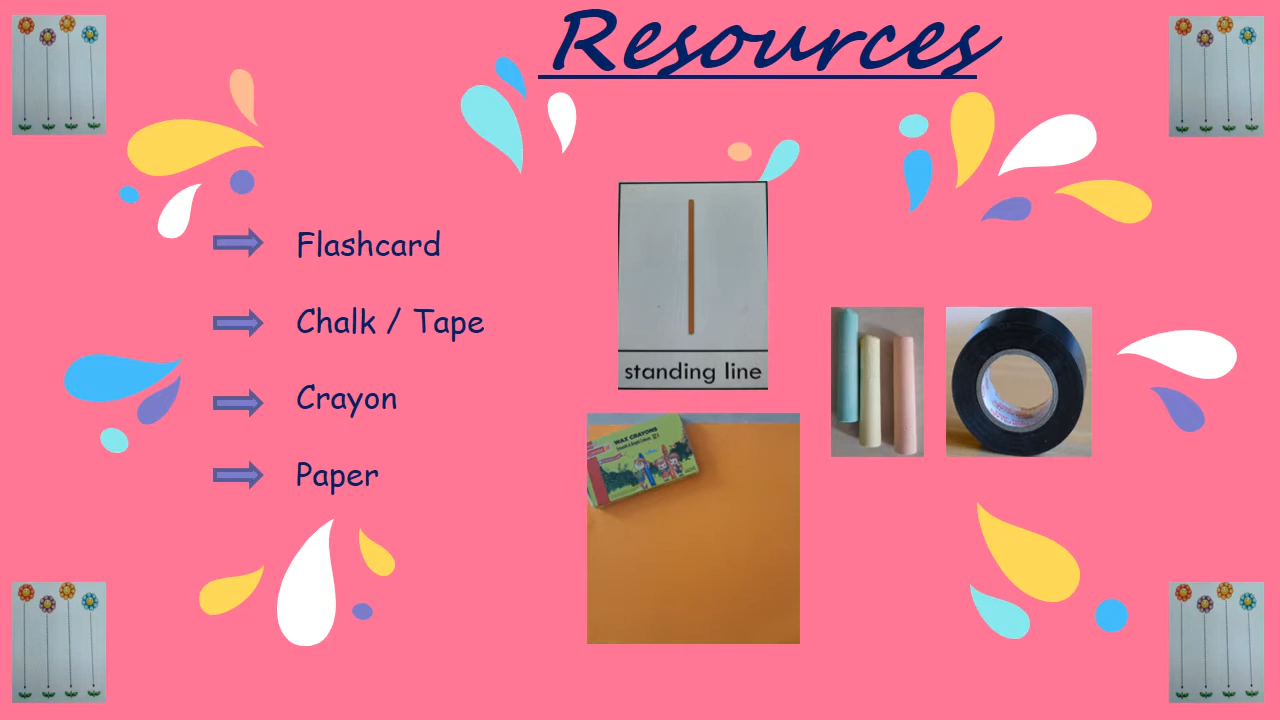 Resources
Flashcard
Chalk / Tape
Crayon
Paper
standing line
WAX CRAYONS